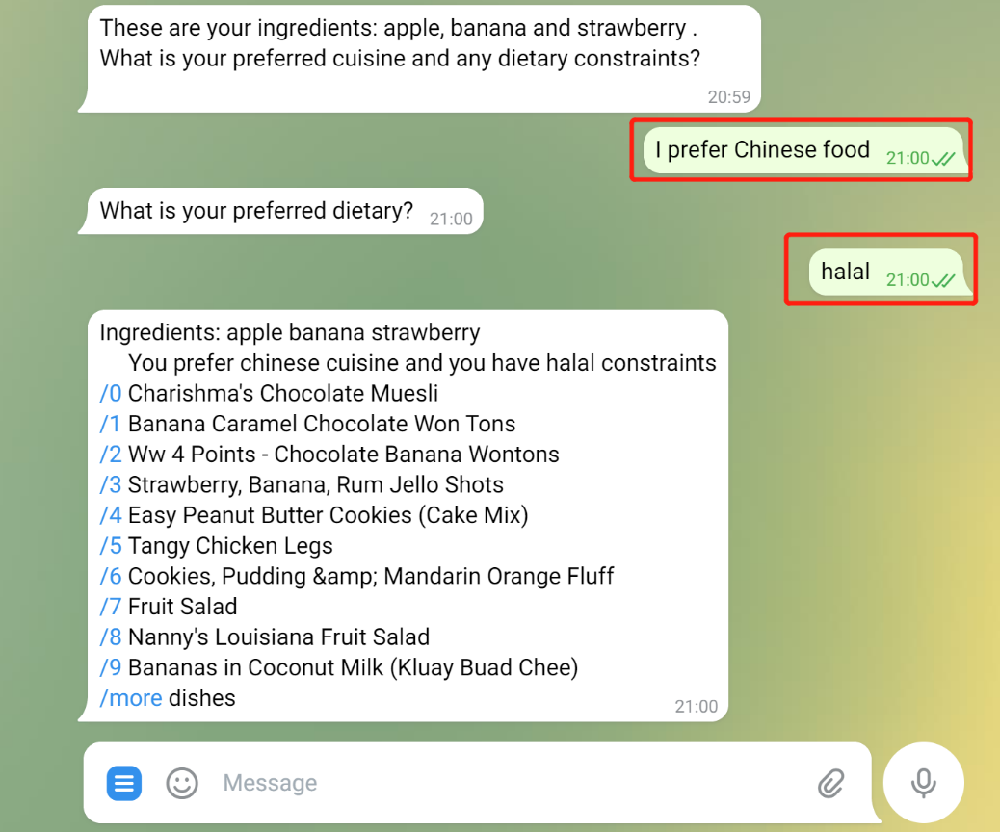 These are your ingredients: apple, banana and strawberry .
What is your preferred cuisine and any dietary constraints?
20:59
I prefer Chinese food 21:00
What is your preferred dietary? 21:00
halal 21:00
Ingredients: apple banana strawberry
You prefer chinese cuisine and you have halal constraints
/0 Charishma's Chocolate Muesli
/1 Banana Caramel Chocolate Won Tons
/2 Ww 4 Points - Chocolate Banana Wontons
/3 Strawberry, Banana, Rum Jello Shots
/4 Easy Peanut Butter Cookies (Cake Mix)
/5 Tangy Chicken Legs
/6 Cookies, Pudding &amp; Mandarin Orange Fluff
/7 Fruit Salad
/8 Nanny's Louisiana Fruit Salad
/9 Bananas in Coconut Milk (Kluay Buad Chee)
/more dishes
21:00
Message